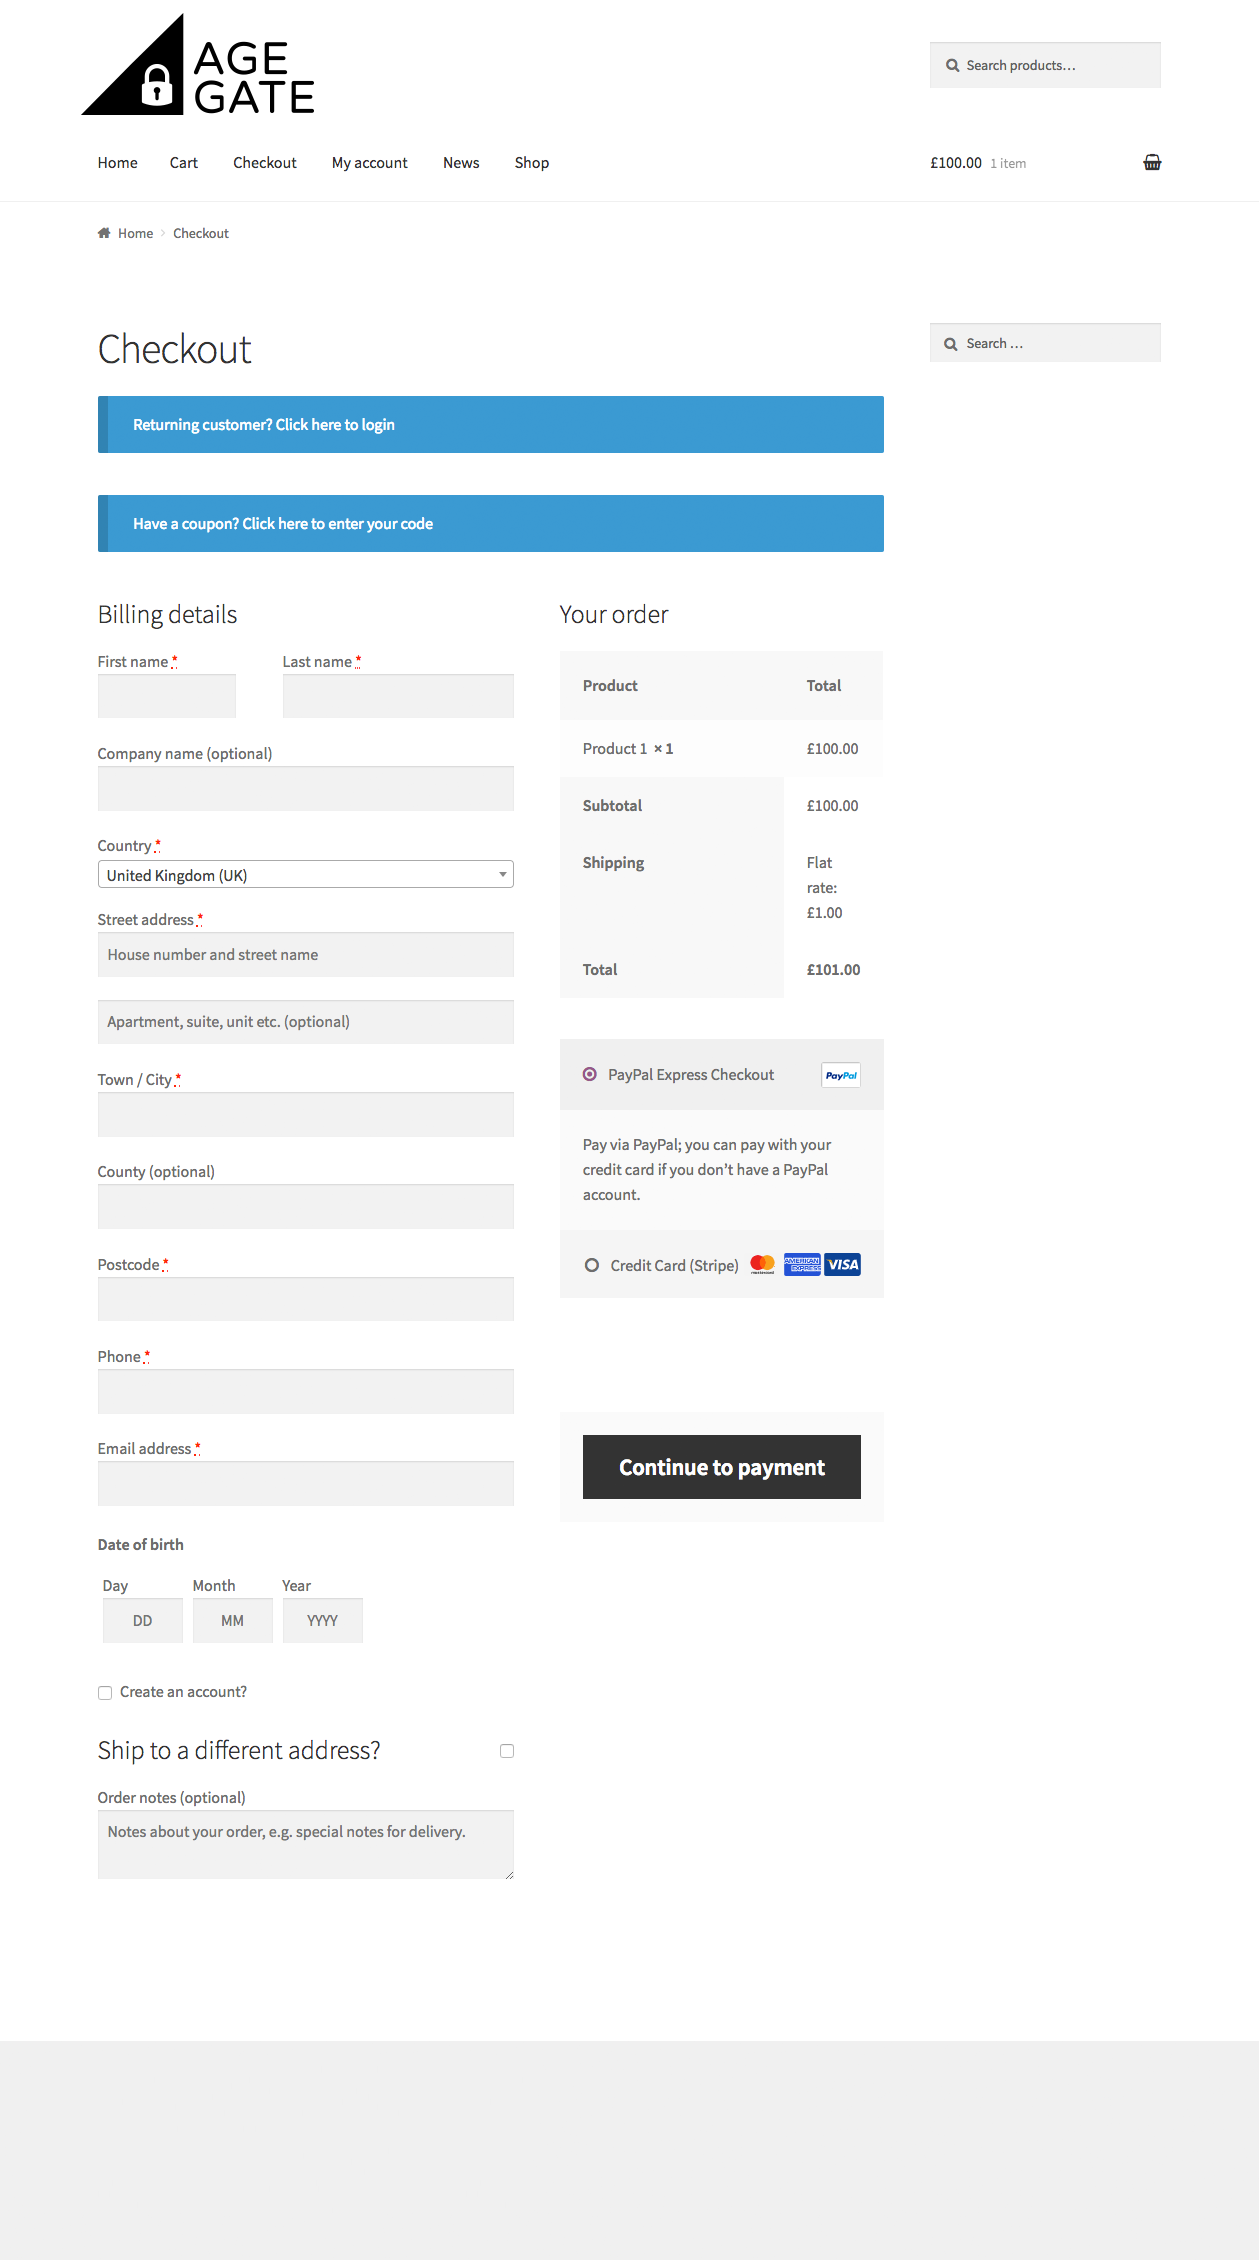 AGE
GATE
Search products…
Home Cart Checkout My account News Shop
£100.00 1 item
Home › Checkout
Checkout
Search …
Returning customer? Click here to login
Have a coupon? Click here to enter your code
Billing details
First name * Last name *
Company name (optional)
Country *
United Kingdom (UK)
Street address *
House number and street name
Apartment, suite, unit etc. (optional)
Town / City *
County (optional)
Postcode *
Phone *
Email address *
Date of birth
Day Month Year
DD MM YYYY
Create an account?
Ship to a different address?
Order notes (optional)
Notes about your order, e.g. special notes for delivery.
Your order
Product Total
Product 1 × 1 £100.00
Subtotal £100.00
Shipping Flat
rate:
£1.00
Total £101.00
PayPal Express Checkout PayPal
Pay via PayPal; you can pay with your
credit card if you don’t have a PayPal
account.
Credit Card (Stripe) mastercard AMERICAN EXPRESS VISA
Continue to payment